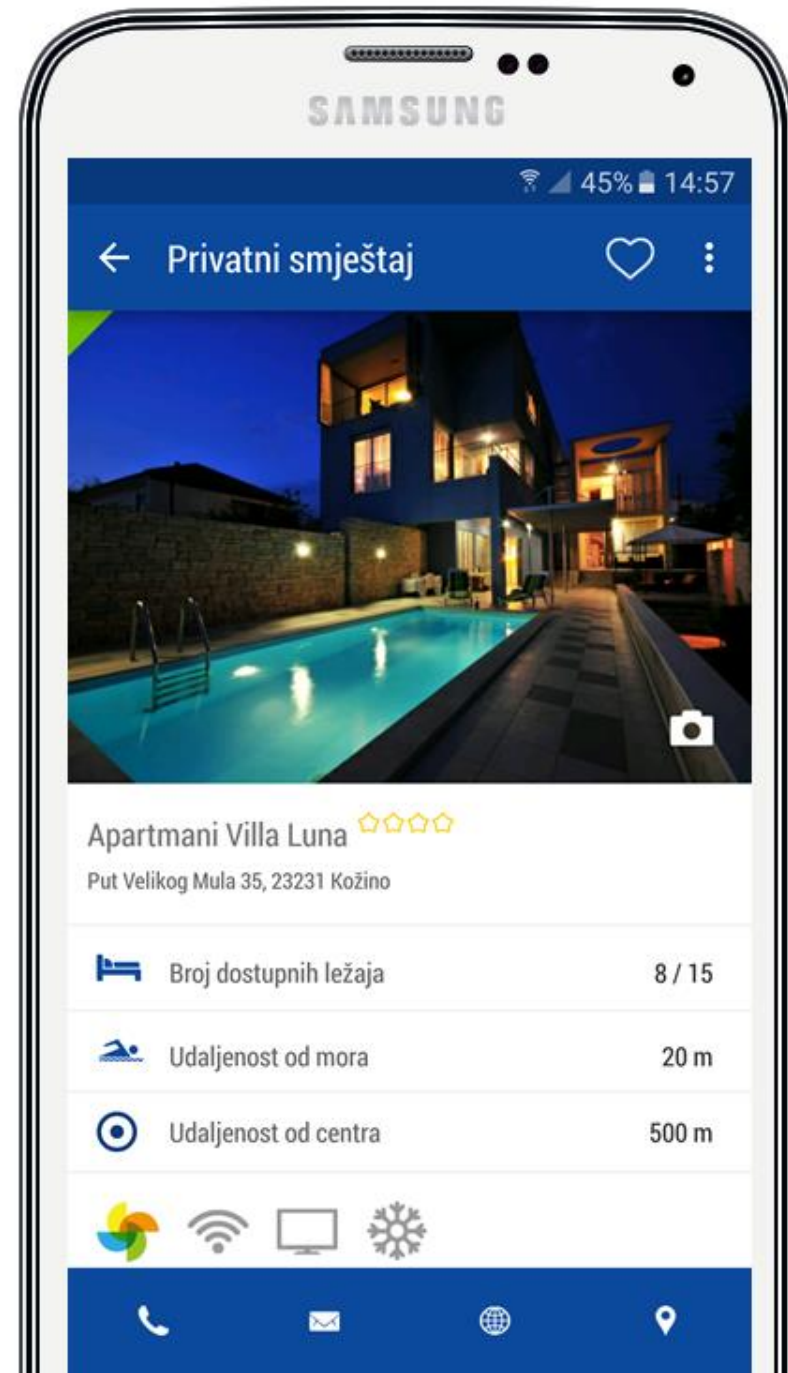 SAMSUNG
45% 14:57
Privatni smještaj
Apartmani Villa Luna
Put Velikog Mula 35, 23231 Kožino
Broj dostupnih ležaja 8 / 15
Udaljenost od mora 20 m
Udaljenost od centra 500 m